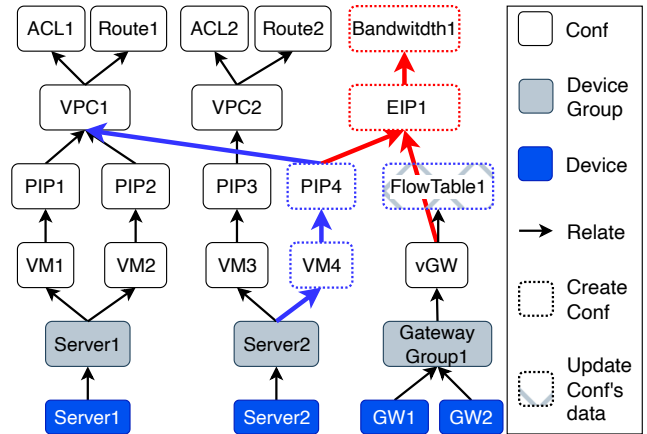 ACL1 Route1 ACL2 Route2 Bandwitdth1
VPC1 VPC2 EIP1
PIP1 PIP2 PIP3 PIP4 FlowTable1
VM1 VM2 VM3 VM4 vGW
Server1 Server2 Gateway
Group1
Server1 Server2 GW1 GW2
Conf
Device
Group
Device
Relate
Create
Conf
Update
Conf's
data